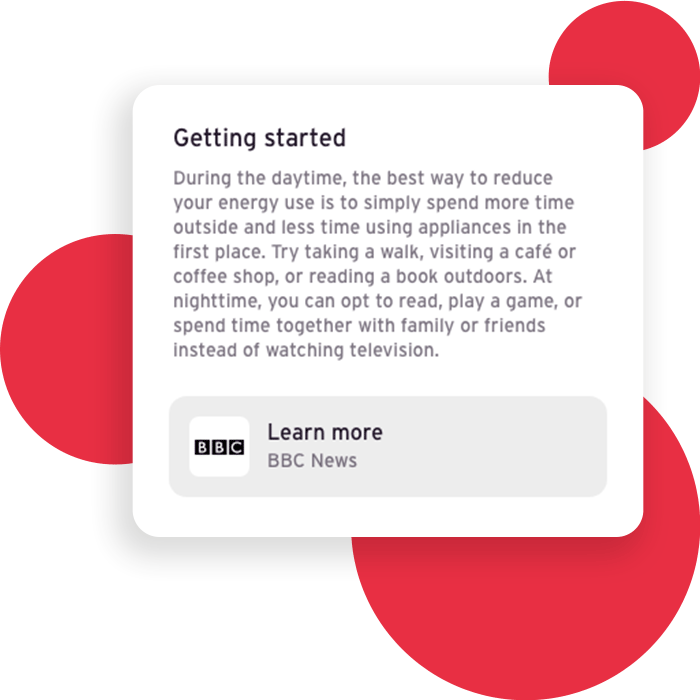 Getting started
During the daytime, the best way to reduce
your energy use is to simply spend more time
outside and less time using appliances in the
first place. Try taking a walk, visiting a café or
coffee shop, or reading a book outdoors. At
nighttime, you can opt to read, play a game, or
spend time together with family or friends
instead of watching television.
BBC
Learn more
BBC News